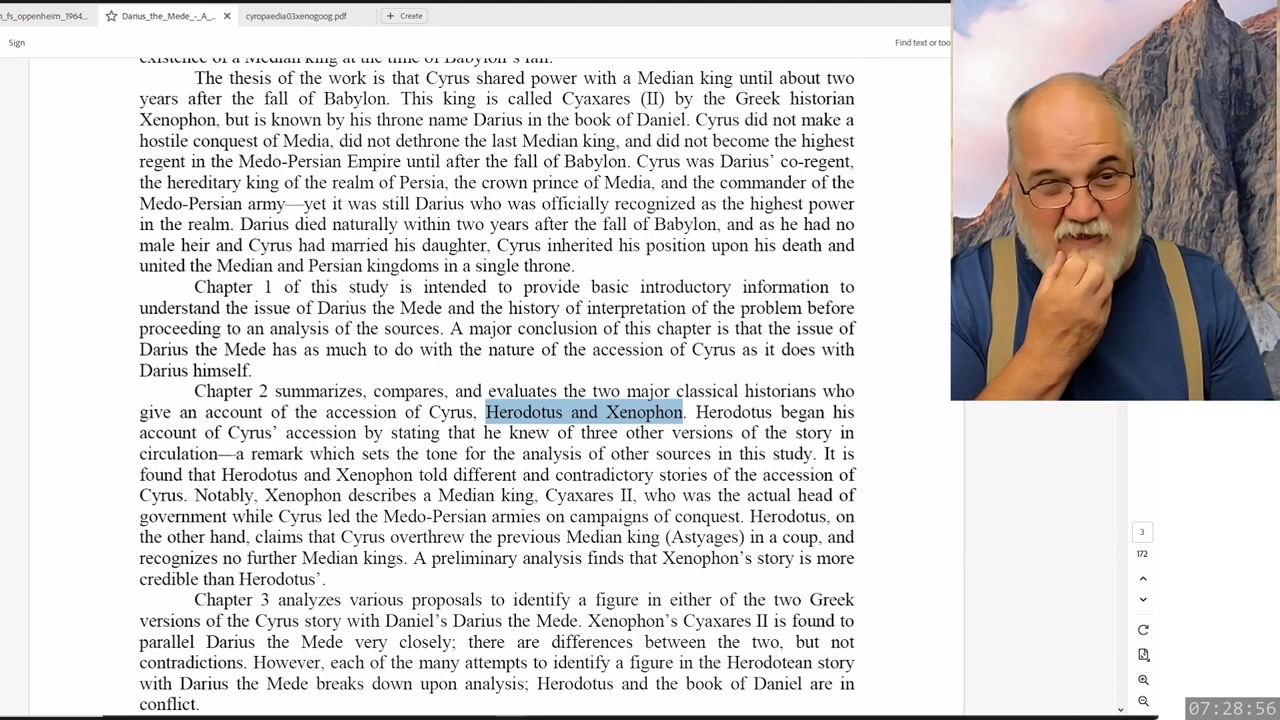 n_fs_oppenheim_1964...
Darius_the_Mede_-_A_...
cyropaedia03xenogoog.pdf
Create
Sign
Find text or too
existence of a Median king at the time of Babylon's fall.
The thesis of the work is that Cyrus shared power with a Median king until about two
years after the fall of Babylon. This king is called Cyaxares (II) by the Greek historian
Xenophon, but is known by his throne name Darius in the book of Daniel. Cyrus did not make a
hostile conquest of Media, did not dethrone the last Median king, and did not become the highest
regent in the Medo-Persian Empire until after the fall of Babylon. Cyrus was Darius' co-regent,
the hereditary king of the realm of Persia, the crown prince of Media, and the commander of the
Medo-Persian army—yet it was still Darius who was officially recognized as the highest power
in the realm. Darius died naturally within two years after the fall of Babylon, and as he had no
male heir and Cyrus had married his daughter, Cyrus inherited his position upon his death and
united the Median and Persian kingdoms in a single throne.
Chapter 1 of this study is intended to provide basic introductory information to
understand the issue of Darius the Mede and the history of interpretation of the problem before
proceeding to an analysis of the sources. A major conclusion of this chapter is that the issue of
Darius the Mede has as much to do with the nature of the accession of Cyrus as it does with
Darius himself.
Chapter 2 summarizes, compares, and evaluates the two major classical historians who
give an account of the accession of Cyrus, Herodotus and Xenophon. Herodotus began his
account of Cyrus' accession by stating that he knew of three other versions of the story in
circulation—a remark which sets the tone for the analysis of other sources in this study. It is
found that Herodotus and Xenophon told different and contradictory stories of the accession of
Cyrus. Notably, Xenophon describes a Median king, Cyaxares II, who was the actual head of
government while Cyrus led the Medo-Persian armies on campaigns of conquest. Herodotus, on
the other hand, claims that Cyrus overthrew the previous Median king (Astyages) in a coup, and
recognizes no further Median kings. A preliminary analysis finds that Xenophon's story is more
credible than Herodotus'.
Chapter 3 analyzes various proposals to identify a figure in either of the two Greek
versions of the Cyrus story with Daniel's Darius the Mede. Xenophon's Cyaxares II is found to
parallel Darius the Mede very closely; there are differences between the two, but not
contradictions. However, each of the many attempts to identify a figure in the Herodotean story
with Darius the Mede breaks down upon analysis; Herodotus and the book of Daniel are in
conflict.
3
172
07:28:56